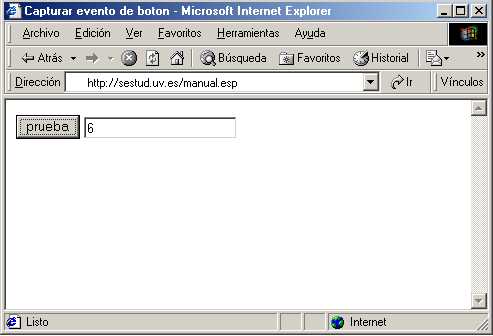 Capturar evento de boton - Microsoft Internet Explorer
Archivo Edición Ver Favoritos Herramientas Ayuda
Atrás Búsqueda Favoritos Historial »
Dirección http://sestud.uv.es/manual.esp Ir Vínculos
prueba 6
Listo Internet